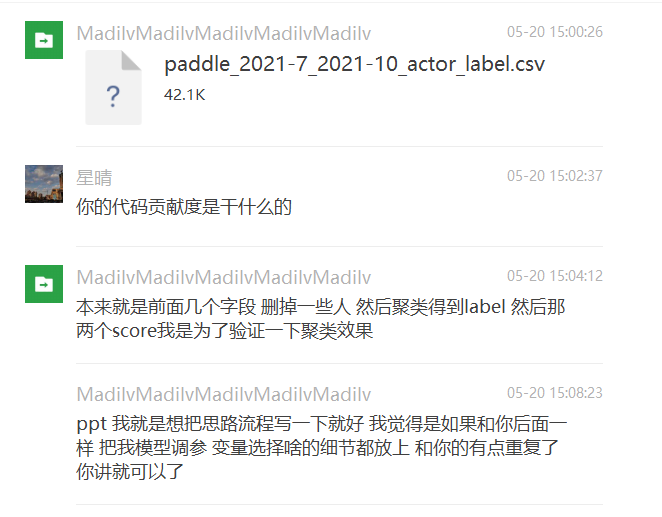 MadilvMadilvMadilvMadilvMadilv 05-20 15:00:26
paddle_2021-7_2021-10_actor_label.csv
?
42.1K
星晴 05-20 15:02:37
你的代码贡献度是干什么的
MadilvMadilvMadilvMadilvMadilv 05-20 15:04:12
本来就是前面几个字段 删掉一些人 然后聚类得到label 然后那
两个score我是为了验证一下聚类效果
MadilvMadilvMadilvMadilvMadilv 05-20 15:08:23
ppt 我就是想把思路流程写一下就好 我觉得是如果和你后面一
样 把我模型调参 变量选择啥的细节都放上 和你的有点重复了
你讲就可以了